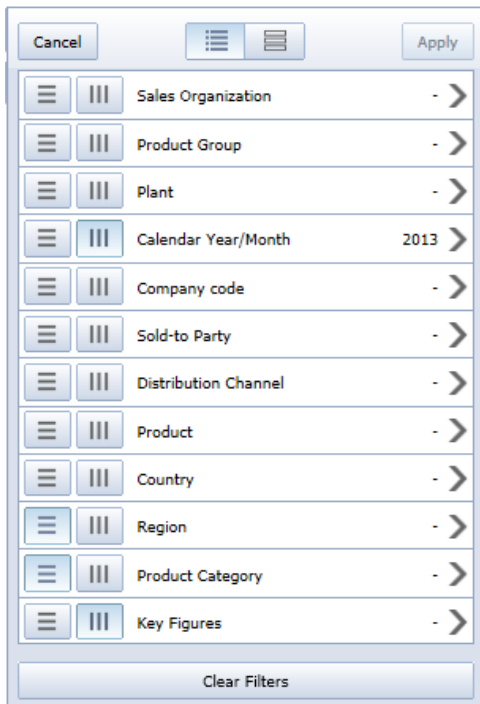 Cancel Apply
Sales Organization -
Product Group -
Plant -
Calendar Year/Month 2013
Company code -
Sold-to Party -
Distribution Channel -
Product -
Country -
Region -
Product Category -
Key Figures -
Clear Filters